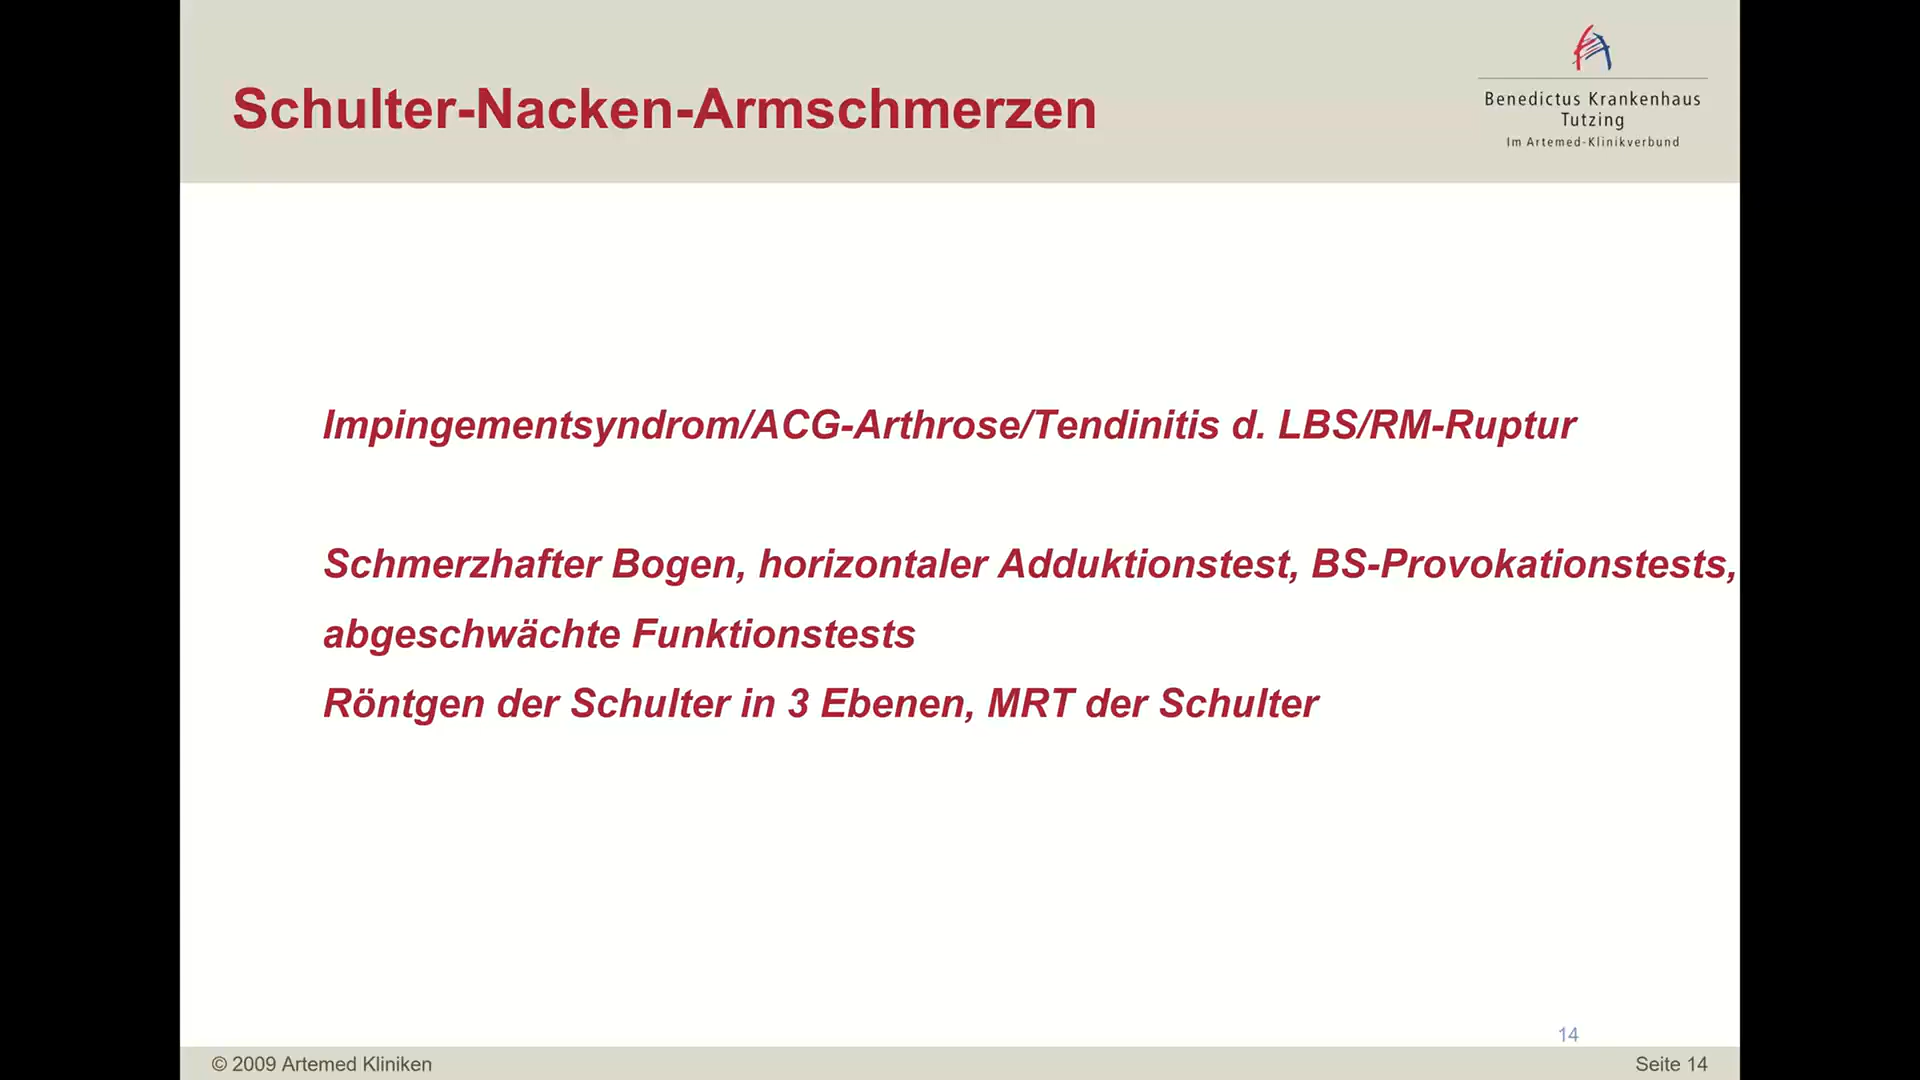 Schulter-Nacken-Armschmerzen
Benedictus Krankenhaus
Tutzing
Im Artemed-Klinikverbund
Impingementsyndrom/ACG-Arthrose/Tendinitis d. LBS/RM-Ruptur
Schmerzhafter Bogen, horizontaler Adduktionstest, BS-Provokationstests,
abgeschwächte Funktionstests
Röntgen der Schulter in 3 Ebenen, MRT der Schulter
14
© 2009 Artemed Kliniken
Seite 14